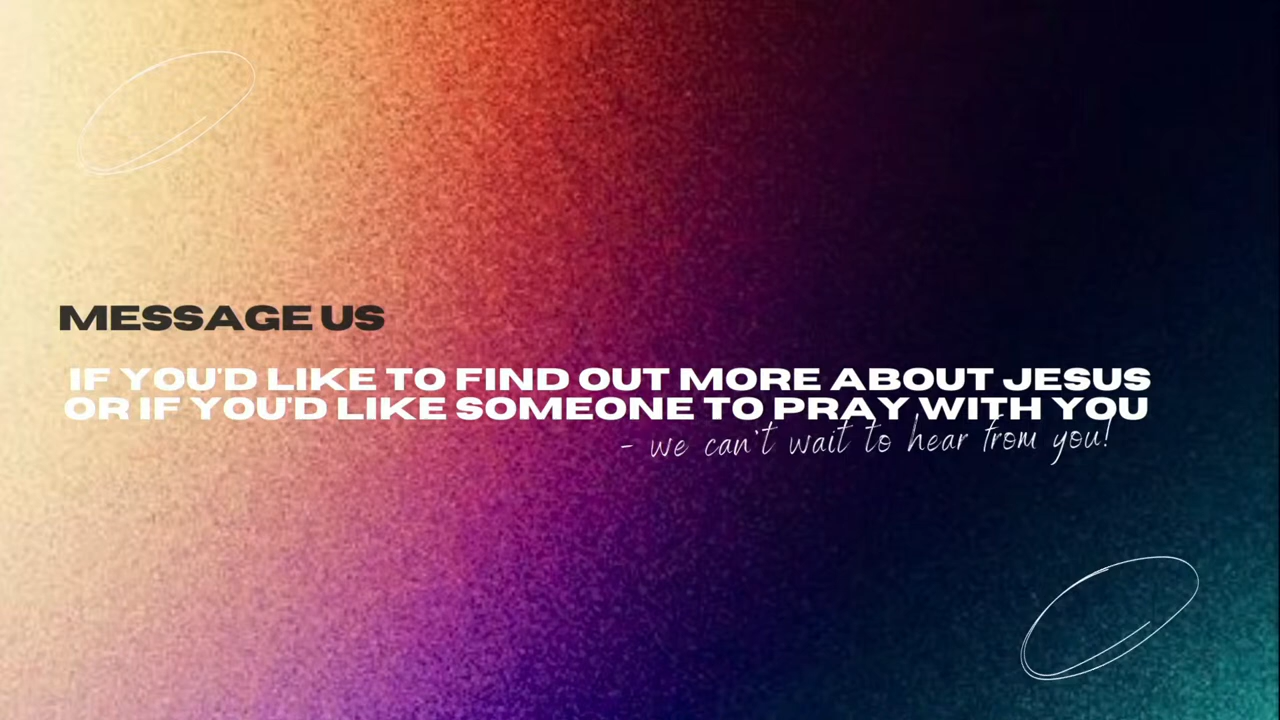 MESSAGE US
IF YOU'D LIKE TO FIND OUT MORE ABOUT JESUS
OR IF YOU'D LIKE SOMEONE TO PRAY WITH YOU
- we can't wait to hear from you!